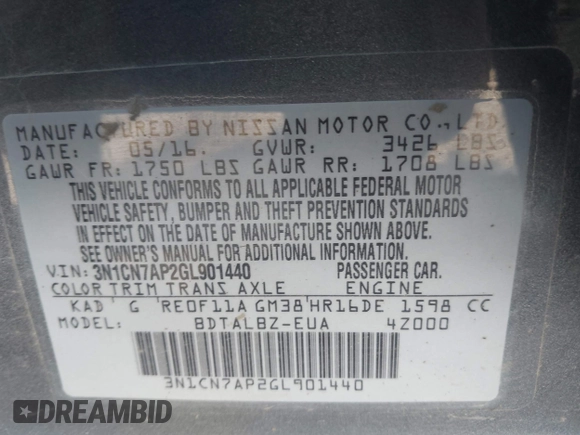 MANUFACTURED BY NISSAN MOTOR CO., LTD.
DATE: 05/16. GVWR: 3426 LBS
GAWR FR: 1750 LBS GAWR RR: 1708 LBS
THIS VEHICLE CONFORMS TO ALL APPLICABLE FEDERAL MOTOR
VEHICLE SAFETY, BUMPER AND THEFT PREVENTION STANDARDS
IN EFFECT ON THE DATE OF MANUFACTURE SHOWN ABOVE.
SEE OWNER'S MANUAL FOR ADDITIONAL INFORMATION.
VIN: 3N1CN7AP2GL901440 PASSENGER CAR.
COLOR TRIM TRANS AXLE ENGINE
KAD G RE0F11A GM38 HR16DE 1598 CC
MODEL: BDTALBZ-EUA 4Z000
3N1CN7AP2GL901440
DREAMBID